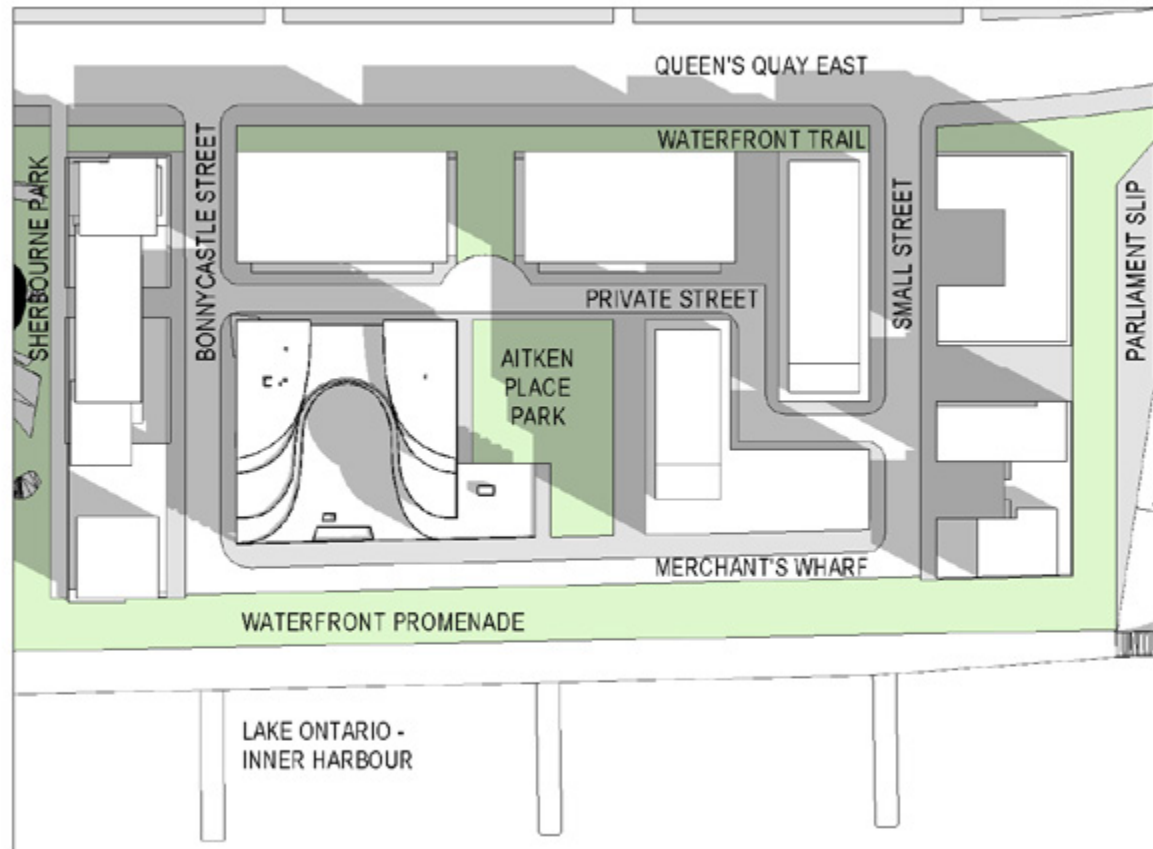 QUEEN'S QUAY EAST
WATERFRONT TRAIL
SHERBOURNE PARK
BONNYCASTLE STREET
SMALL STREET
PARLIAMENT SLIP
PRIVATE STREET
AITKEN
PLACE
PARK
MERCHANT'S WHARF
WATERFRONT PROMENADE
LAKE ONTARIO -
INNER HARBOUR